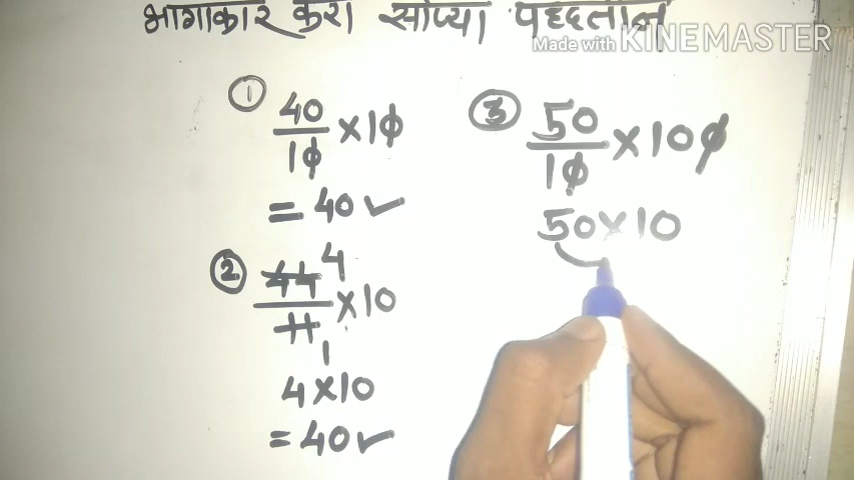 भागाकार करा सोप्या पद्धतीने
Made with KINEMASTER
① 40/10 × 10
= 40 ✓
② 44/11 × 10
4
1
4 × 10
= 40 ✓
③ 50/10 × 100
50 × 10